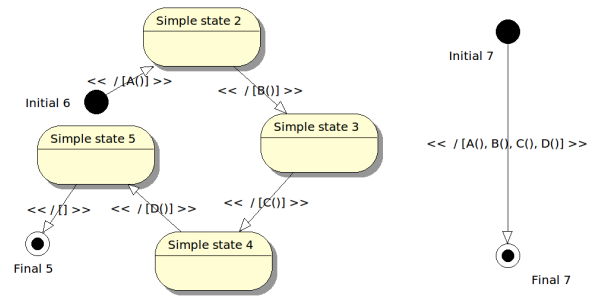 Simple state 2
<<  / [A()] >>
Initial 6
<<  / [B()] >>
Simple state 5
Simple state 3
<< / [] >>
<<  / [D()] >>
<<  / [C()] >>
Simple state 4
Final 5
Initial 7
<<  / [A(), B(), C(), D()] >>
Final 7